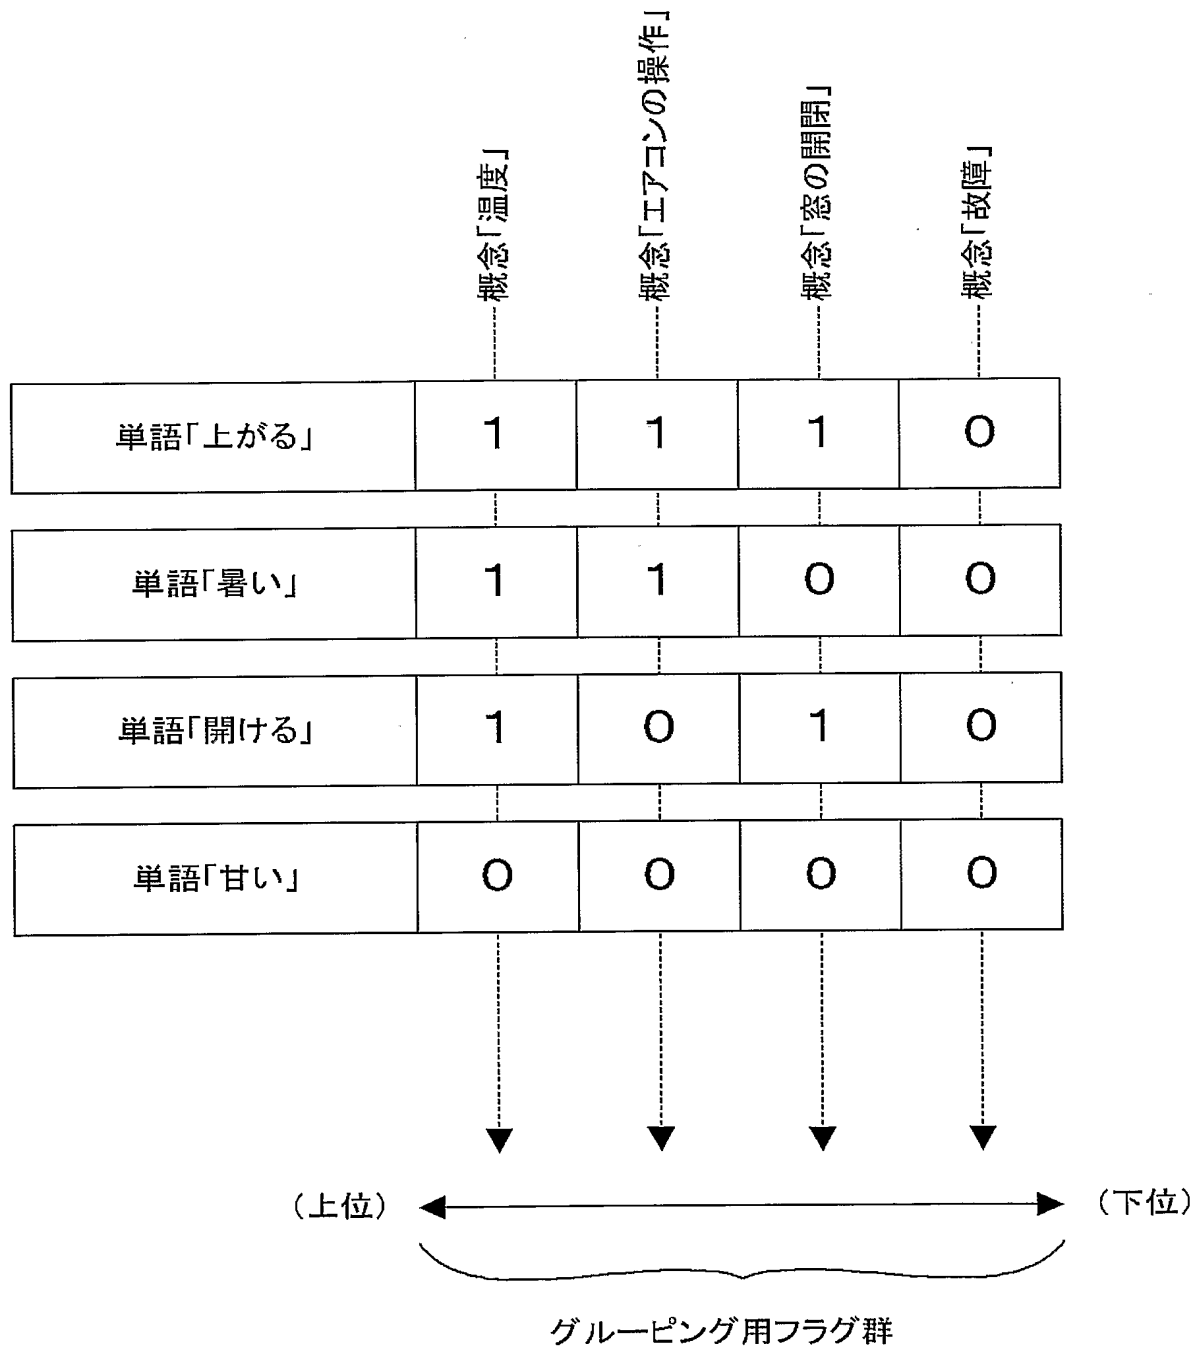 概念「温度」
概念「エアコンの操作」
概念「窓の開閉」
概念「故障」
単語「上がる」 1 1 1 0
単語「暑い」 1 1 0 0
単語「開ける」 1 0 1 0
単語「甘い」 0 0 0 0
（上位） （下位）
グルーピング用フラグ群